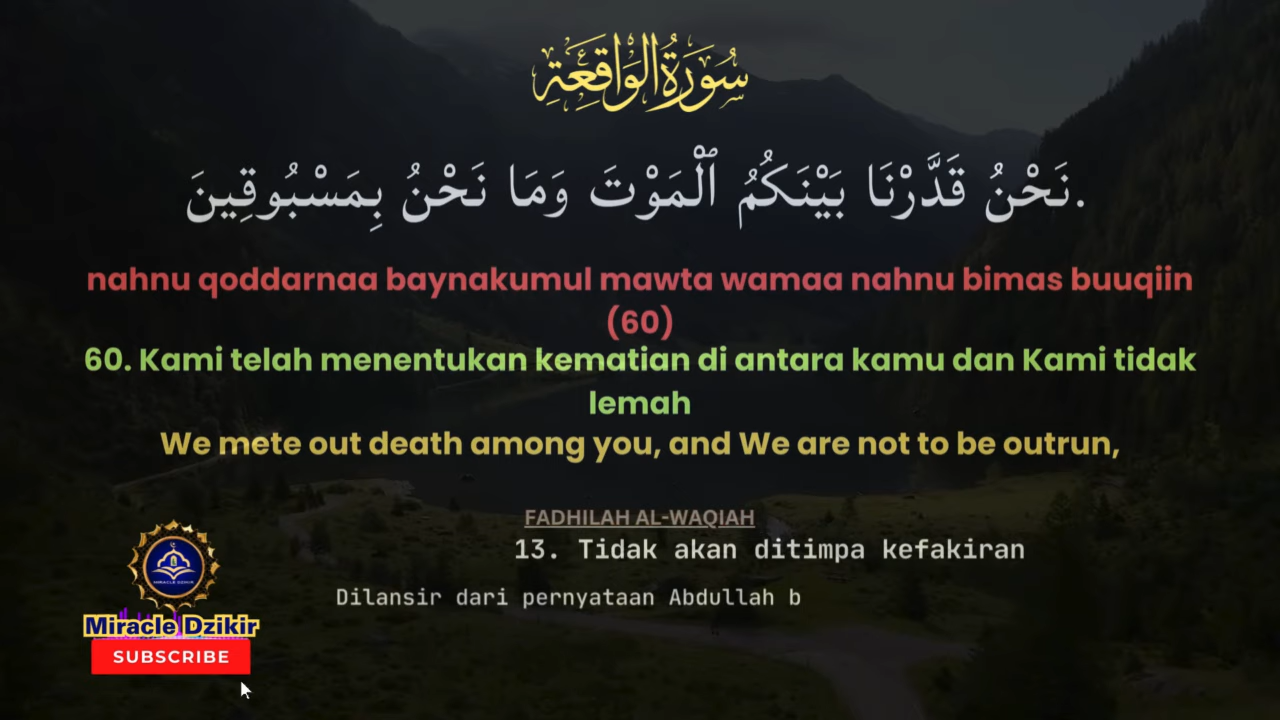 سُورَةُ الْوَاقِعَةِ
نَحْنُ قَدَّرْنَا بَيْنَكُمُ ٱلْمَوْتَ وَمَا نَحْنُ بِمَسْبُوقِينَ.
nahnu qoddarnaa baynakumul mawta wamaa nahnu bimas buuqiin
(60)
60. Kami telah menentukan kematian di antara kamu dan Kami tidak
lemah
We mete out death among you, and We are not to be outrun,
FADHILAH AL-WAQIAH
13. Tidak akan ditimpa kefakiran
Dilansir dari pernyataan Abdullah b
MIRACLE DZIKIR
Miracle Dzikir
SUBSCRIBE